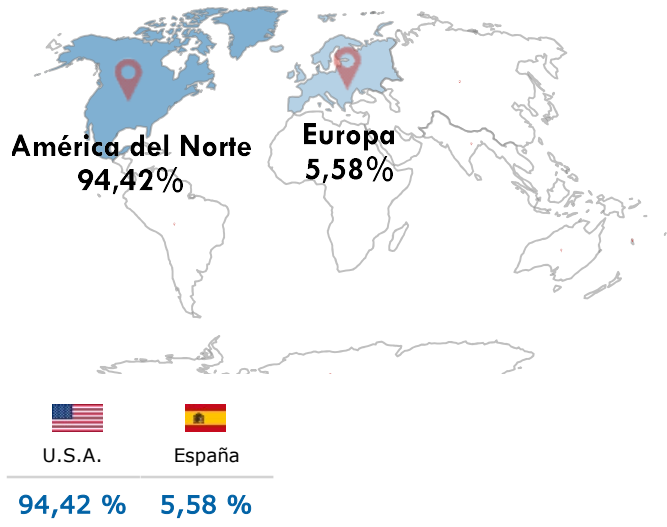 América del Norte
94,42%
Europa
5,58%
U.S.A.
España
94,42 %
5,58 %